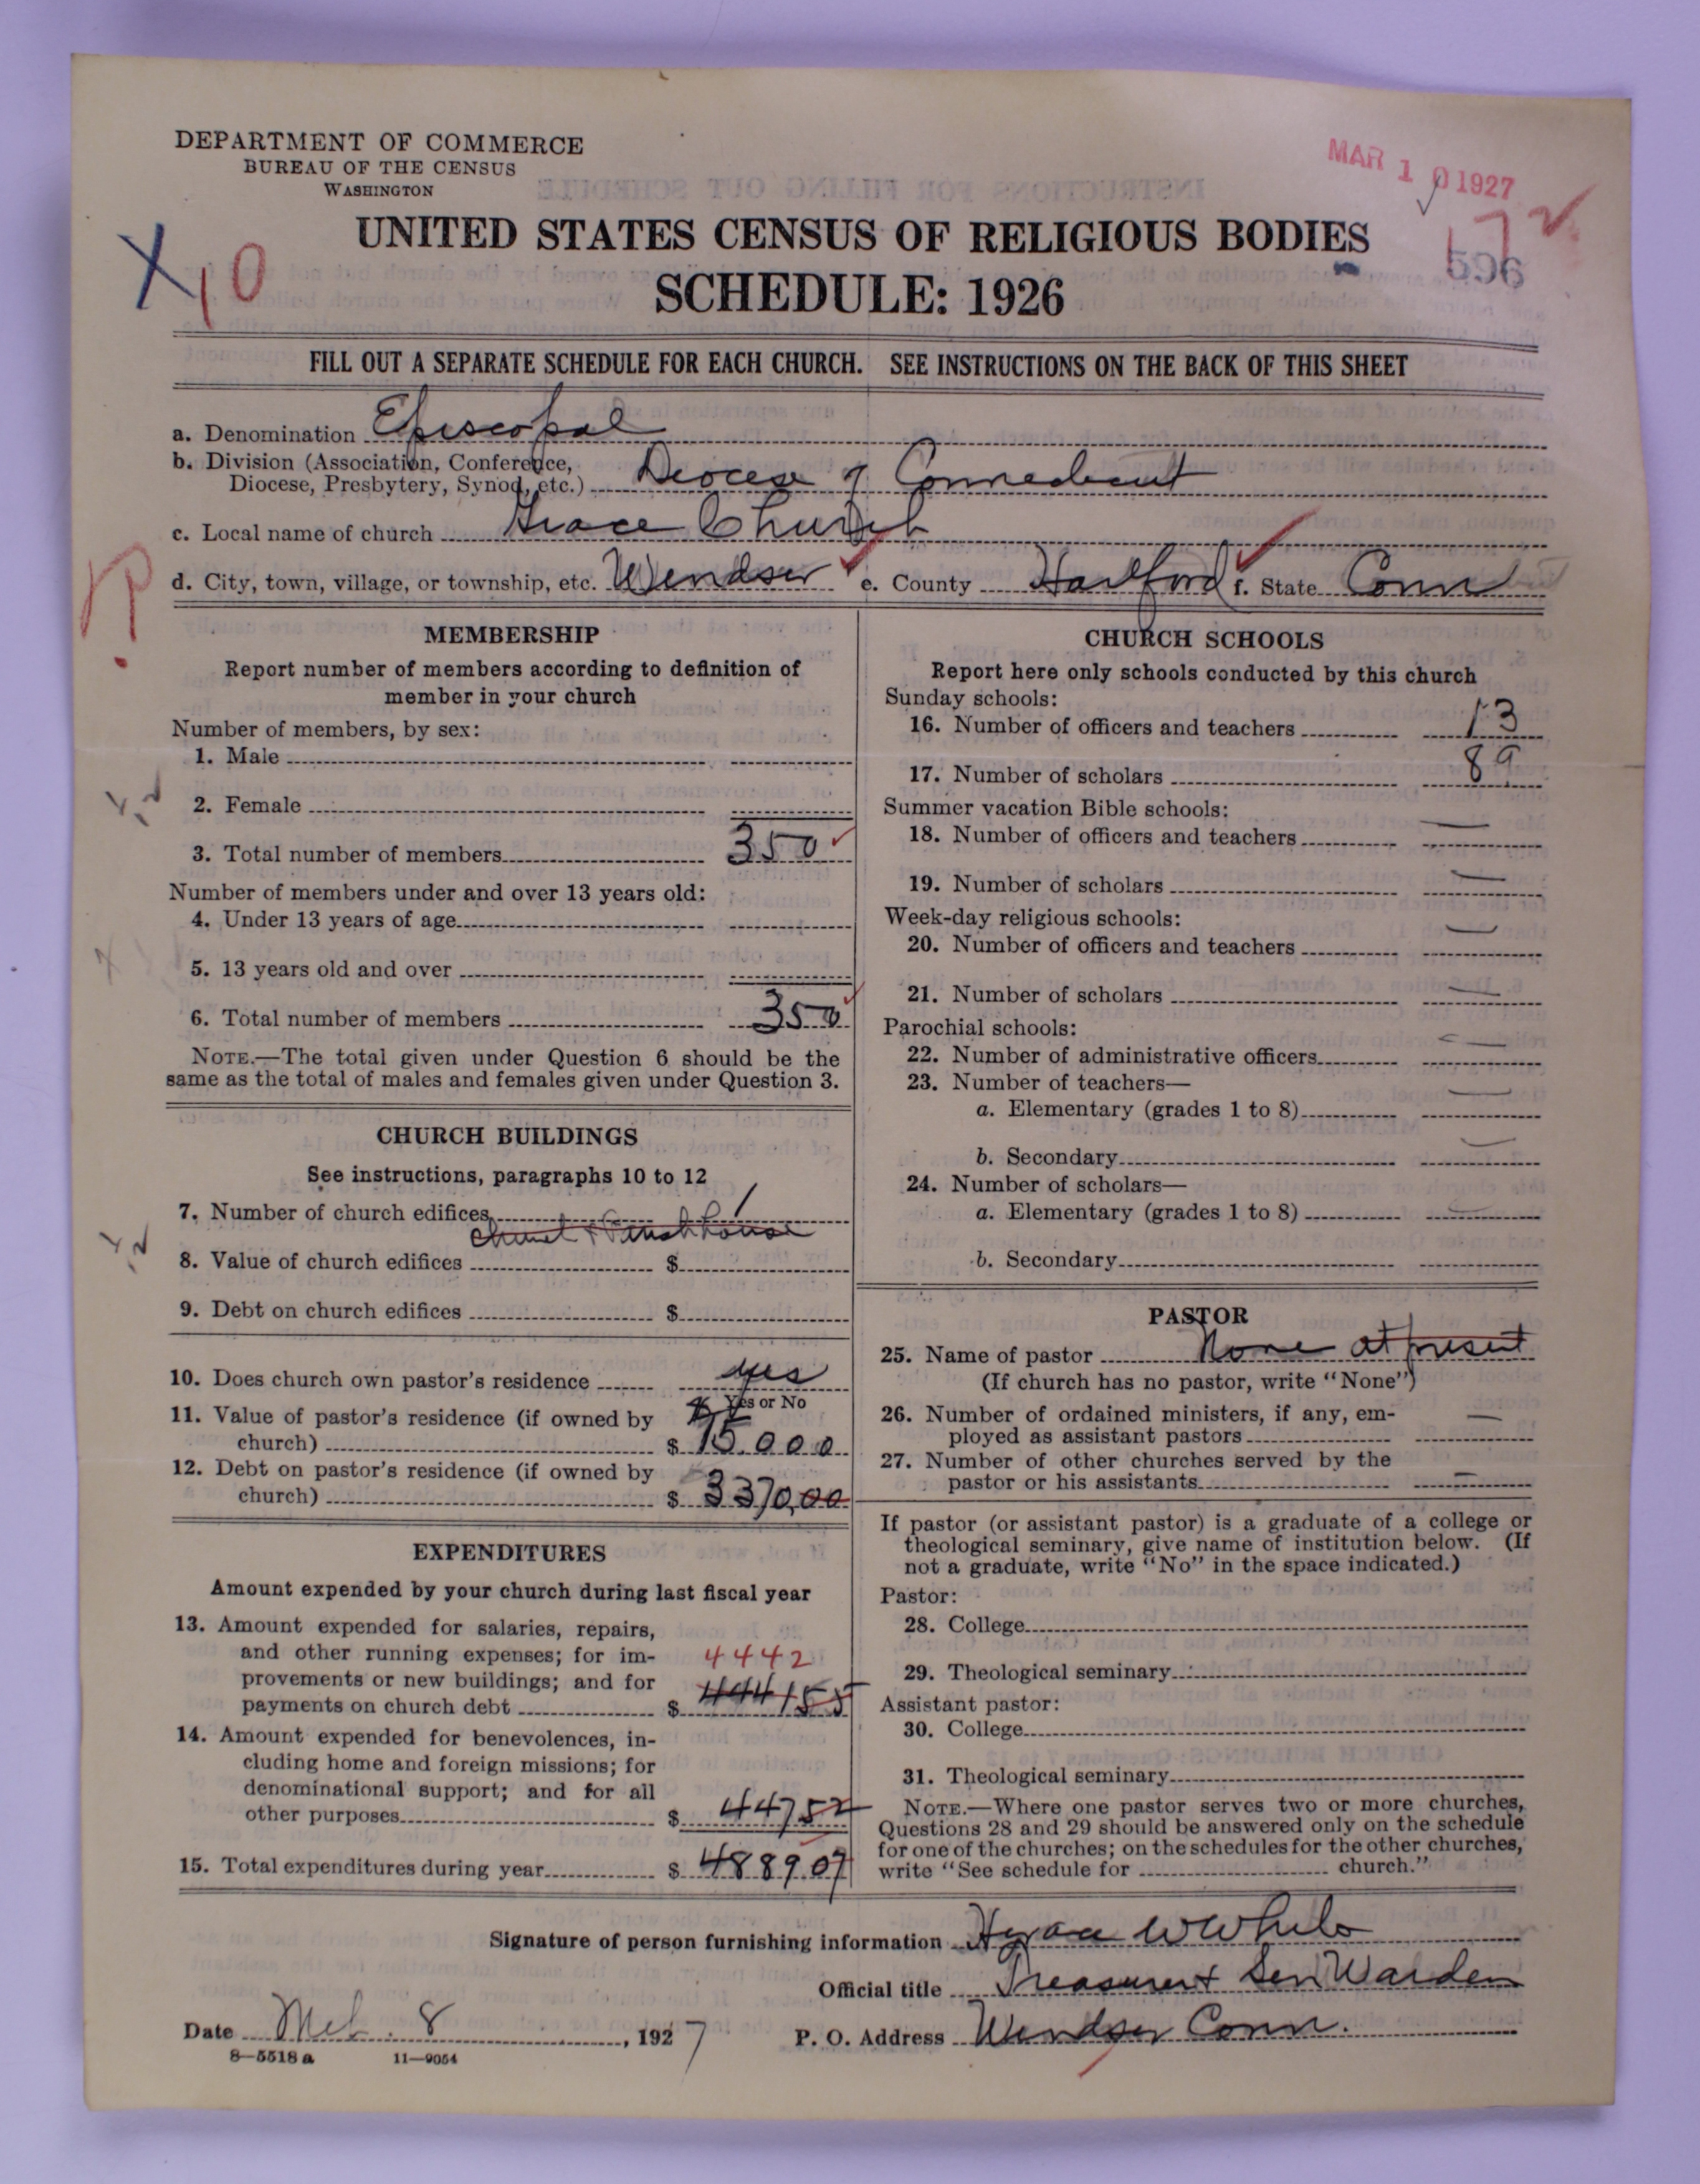 DEPARTMENT OF COMMERCE
BUREAU OF THE CENSUS
WASHINGTON
MAR 10 1927
UNITED STATES CENSUS OF RELIGIOUS BODIES
SCHEDULE: 1926
X 10
17
596
FILL OUT A SEPARATE SCHEDULE FOR EACH CHURCH. SEE INSTRUCTIONS ON THE BACK OF THIS SHEET
a. Denomination Episcopal
b. Division (Association, Conference, Diocese, Presbytery, Synod, etc.) Diocese of Connecticut
c. Local name of church Grace Church
d. City, town, village, or township, etc. Windsor e. County Hartford f. State Conn
MEMBERSHIP
Report number of members according to definition of
member in your church
Number of members, by sex:
1. Male
2. Female
3. Total number of members 350
Number of members under and over 13 years old:
4. Under 13 years of age
5. 13 years old and over
6. Total number of members 350
NOTE.—The total given under Question 6 should be the
same as the total of males and females given under Question 3.
CHURCH BUILDINGS
See instructions, paragraphs 10 to 12
7. Number of church edifices 1
Church & Parish house
8. Value of church edifices $
9. Debt on church edifices $
10. Does church own pastor's residence yes
Yes or No
11. Value of pastor's residence (if owned by
church) $ 15.000
12. Debt on pastor's residence (if owned by
church) $ 3370,00
EXPENDITURES
Amount expended by your church during last fiscal year
13. Amount expended for salaries, repairs,
and other running expenses; for im- 4442
provements or new buildings; and for
payments on church debt $ 444155
14. Amount expended for benevolences, in-
cluding home and foreign missions; for
denominational support; and for all
other purposes $ 44752
15. Total expenditures during year $ 4889.07
CHURCH SCHOOLS
Report here only schools conducted by this church
Sunday schools:
16. Number of officers and teachers 13
17. Number of scholars 89
Summer vacation Bible schools:
18. Number of officers and teachers —
19. Number of scholars —
Week-day religious schools:
20. Number of officers and teachers —
21. Number of scholars —
Parochial schools:
22. Number of administrative officers —
23. Number of teachers—
a. Elementary (grades 1 to 8) —
b. Secondary —
24. Number of scholars—
a. Elementary (grades 1 to 8) —
b. Secondary
PASTOR
25. Name of pastor None at present
(If church has no pastor, write "None")
26. Number of ordained ministers, if any, em-
ployed as assistant pastors —
27. Number of other churches served by the
pastor or his assistants —
If pastor (or assistant pastor) is a graduate of a college or
theological seminary, give name of institution below. (If
not a graduate, write "No" in the space indicated.)
Pastor:
28. College
29. Theological seminary
Assistant pastor:
30. College
31. Theological seminary
NOTE.—Where one pastor serves two or more churches,
Questions 28 and 29 should be answered only on the schedule
for one of the churches; on the schedules for the other churches,
write "See schedule for church."
Signature of person furnishing information W White
Official title Treasurer & Sen Warden
Date Mch. 8, 1927 P. O. Address Windsor Conn.
8—5518 a 11—9054